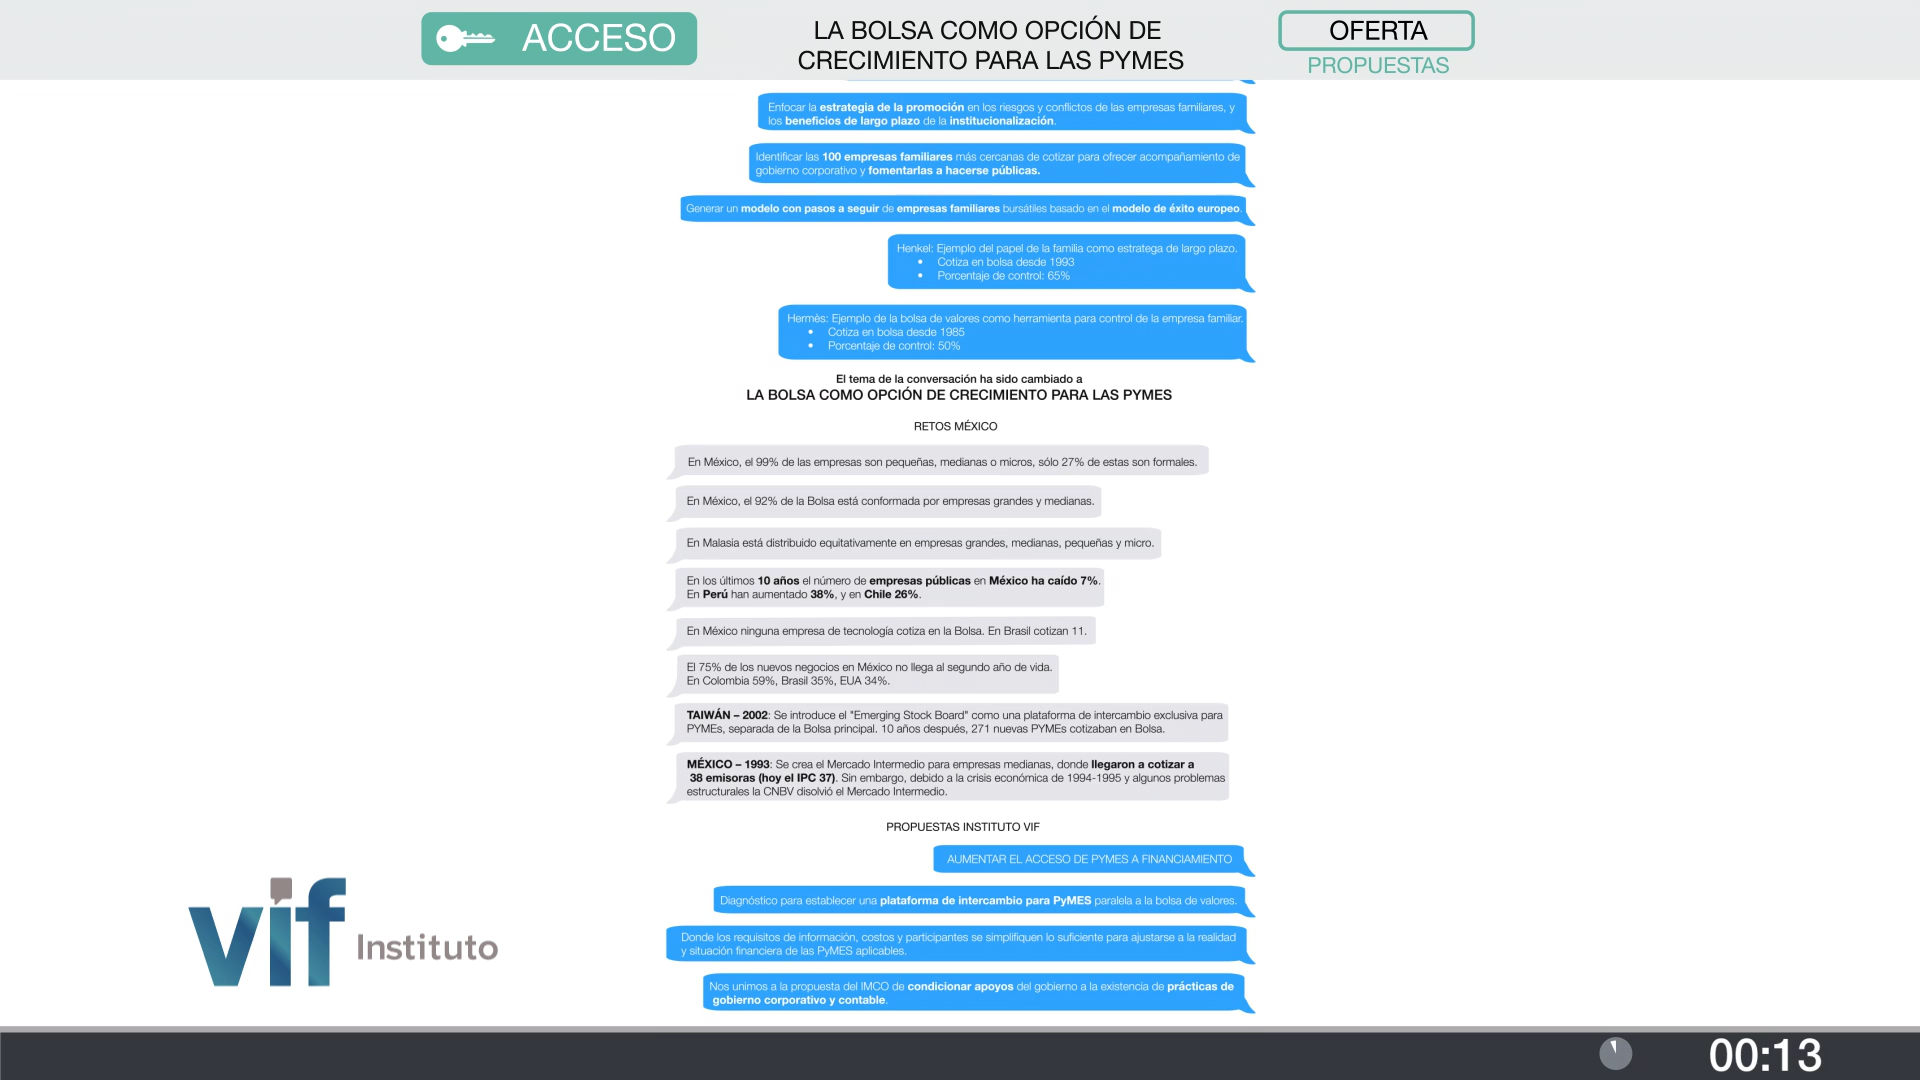 ACCESO
LA BOLSA COMO OPCIÓN DE
CRECIMIENTO PARA LAS PYMES
OFERTA
PROPUESTAS
Enfocar la estrategia de la promoción en los riesgos y conflictos de las empresas familiares, y
los beneficios de largo plazo de la institucionalización.
Identificar las 100 empresas familiares más cercanas de cotizar para ofrecer acompañamiento de
gobierno corporativo y fomentarlas a hacerse públicas.
Generar un modelo con pasos a seguir de empresas familiares bursátiles basado en el modelo de éxito europeo.
Henkel: Ejemplo del papel de la familia como estratega de largo plazo.
• Cotiza en bolsa desde 1993
• Porcentaje de control: 65%
Hermès: Ejemplo de la bolsa de valores como herramienta para control de la empresa familiar.
• Cotiza en bolsa desde 1985
• Porcentaje de control: 50%
El tema de la conversación ha sido cambiado a
LA BOLSA COMO OPCIÓN DE CRECIMIENTO PARA LAS PYMES
RETOS MÉXICO
En México, el 99% de las empresas son pequeñas, medianas o micros, sólo 27% de estas son formales.
En México, el 92% de la Bolsa está conformada por empresas grandes y medianas.
En Malasia está distribuido equitativamente en empresas grandes, medianas, pequeñas y micro.
En los últimos 10 años el número de empresas públicas en México ha caído 7%.
En Perú han aumentado 38%, y en Chile 26%.
En México ninguna empresa de tecnología cotiza en la Bolsa. En Brasil cotizan 11.
El 75% de los nuevos negocios en México no llega al segundo año de vida.
En Colombia 59%, Brasil 35%, EUA 34%.
TAIWÁN – 2002: Se introduce el "Emerging Stock Board" como una plataforma de intercambio exclusiva para
PYMEs, separada de la Bolsa principal. 10 años después, 271 nuevas PYMEs cotizaban en Bolsa.
MÉXICO – 1993: Se crea el Mercado Intermedio para empresas medianas, donde llegaron a cotizar a
38 emisoras (hoy el IPC 37). Sin embargo, debido a la crisis económica de 1994-1995 y algunos problemas
estructurales la CNBV disolvió el Mercado Intermedio.
PROPUESTAS INSTITUTO VIF
AUMENTAR EL ACCESO DE PYMES A FINANCIAMIENTO
Diagnóstico para establecer una plataforma de intercambio para PyMES paralela a la bolsa de valores.
Donde los requisitos de información, costos y participantes se simplifiquen lo suficiente para ajustarse a la realidad
y situación financiera de las PyMES aplicables.
Nos unimos a la propuesta del IMCO de condicionar apoyos del gobierno a la existencia de prácticas de
gobierno corporativo y contable.
vif Instituto
00:13